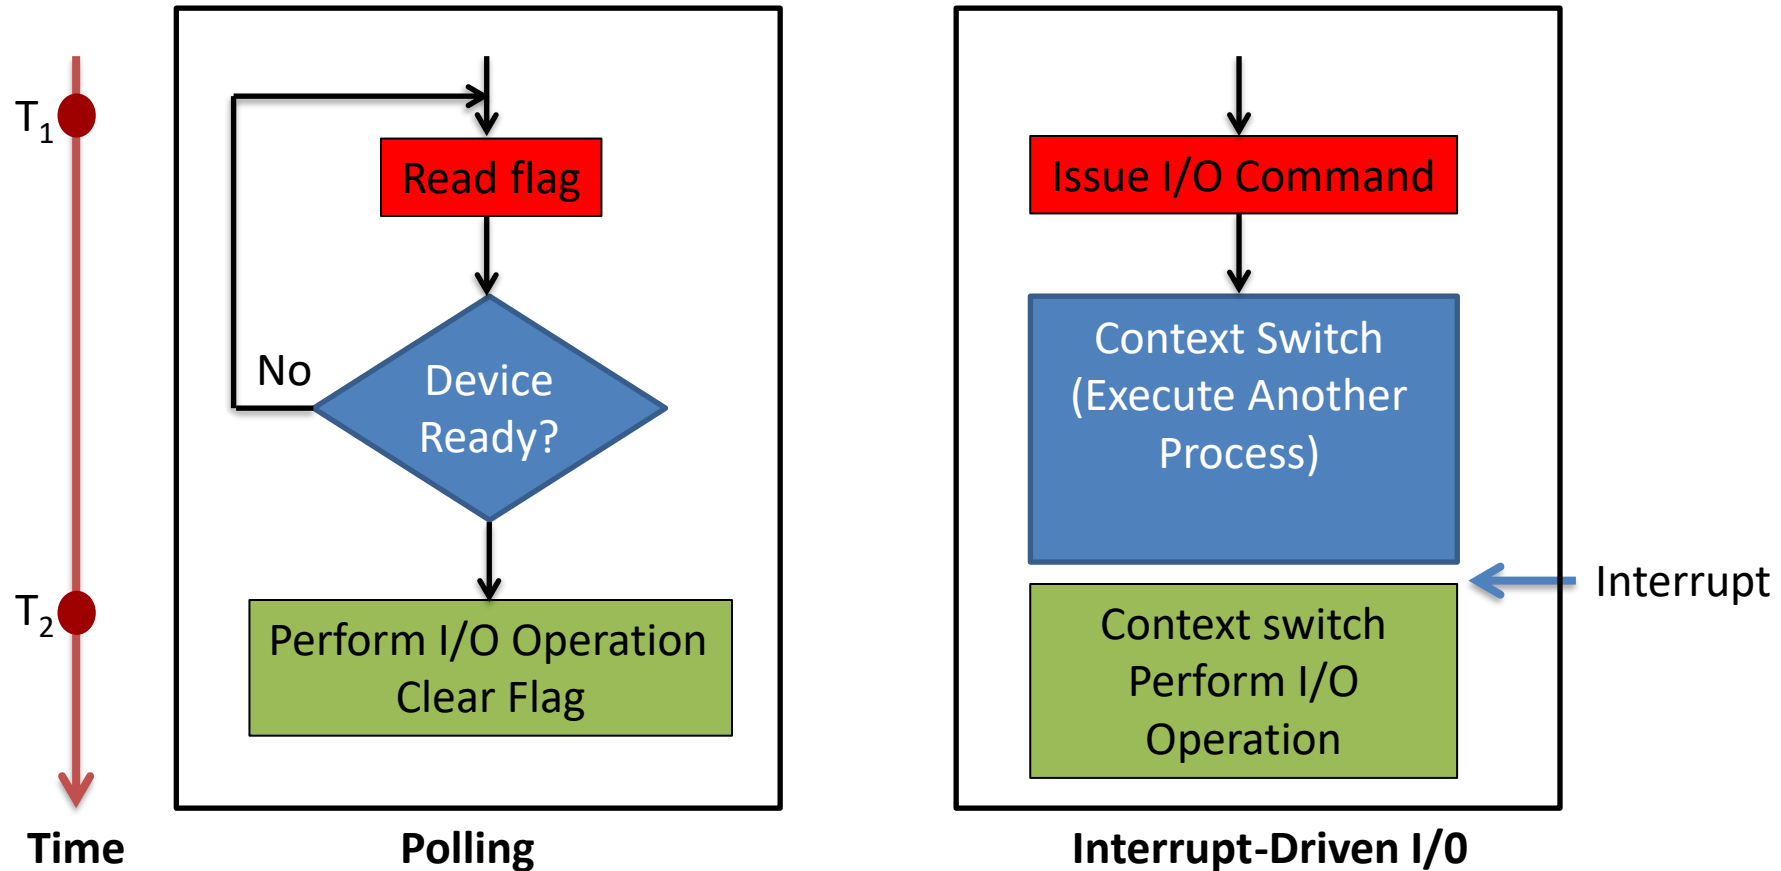 T1
T2
Time
Read flag
No
Device
Ready?
Perform I/O Operation
Clear Flag
Polling
Issue I/O Command
Context Switch
(Execute Another
Process)
Interrupt
Context switch
Perform I/O
Operation
Interrupt-Driven I/0